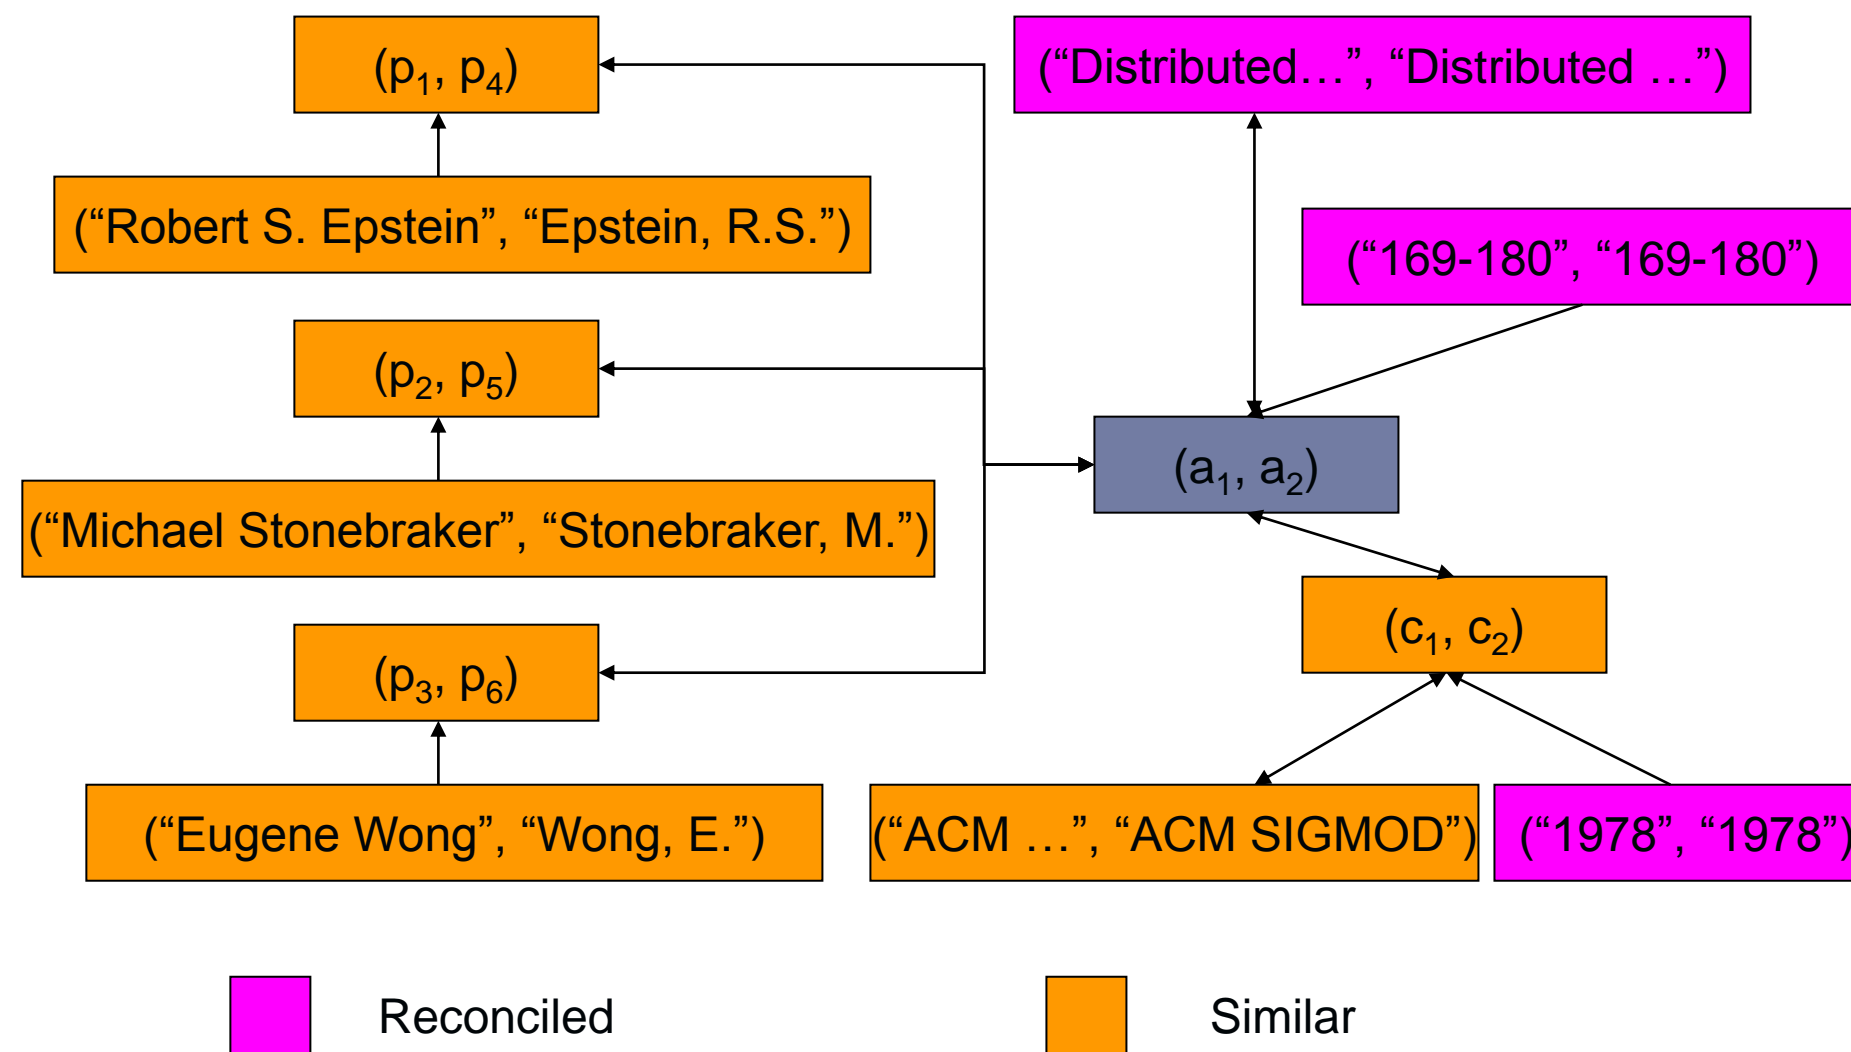 (p1, p4)
(“Distributed…”, “Distributed …”)
(“Robert S. Epstein”, “Epstein, R.S.”)
(“169-180”, “169-180”)
(p2, p5)
(a1, a2)
(“Michael Stonebraker”, “Stonebraker, M.”)
(c1, c2)
(p3, p6)
(“Eugene Wong”, “Wong, E.”)
(“ACM …”, “ACM SIGMOD”)
(“1978”, “1978”)
Reconciled
Similar